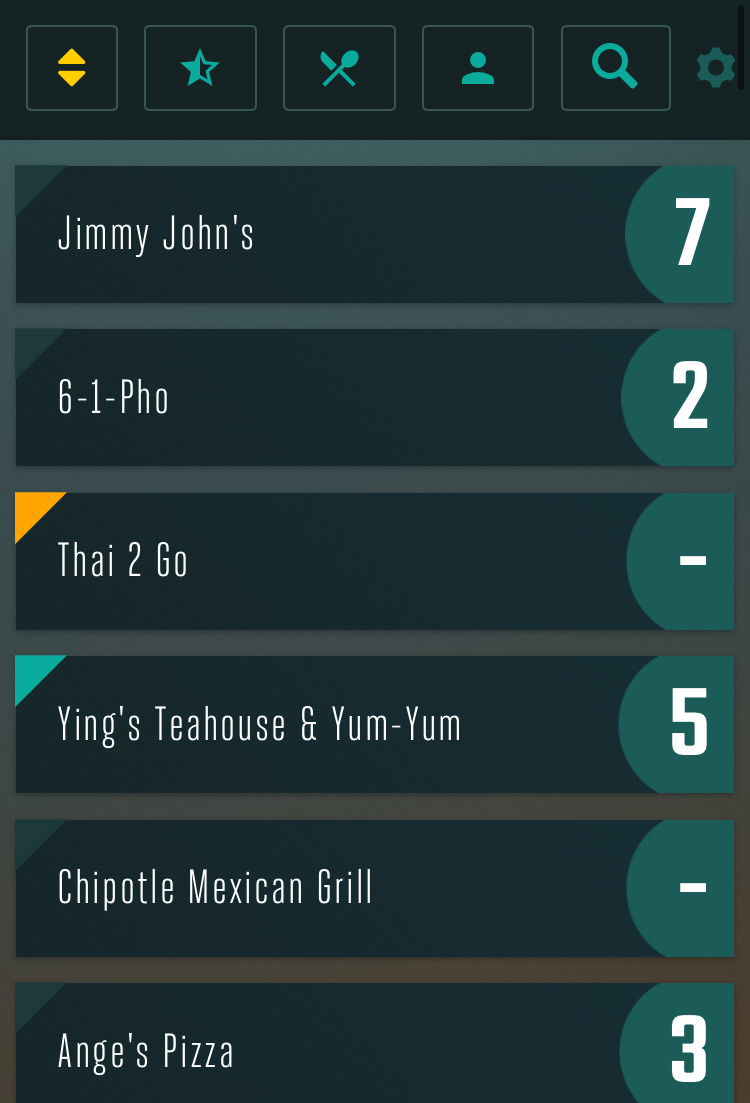 Jimmy John's 7
6-1-Pho 2
Thai 2 Go -
Ying's Teahouse & Yum-Yum 5
Chipotle Mexican Grill -
Ange's Pizza 3